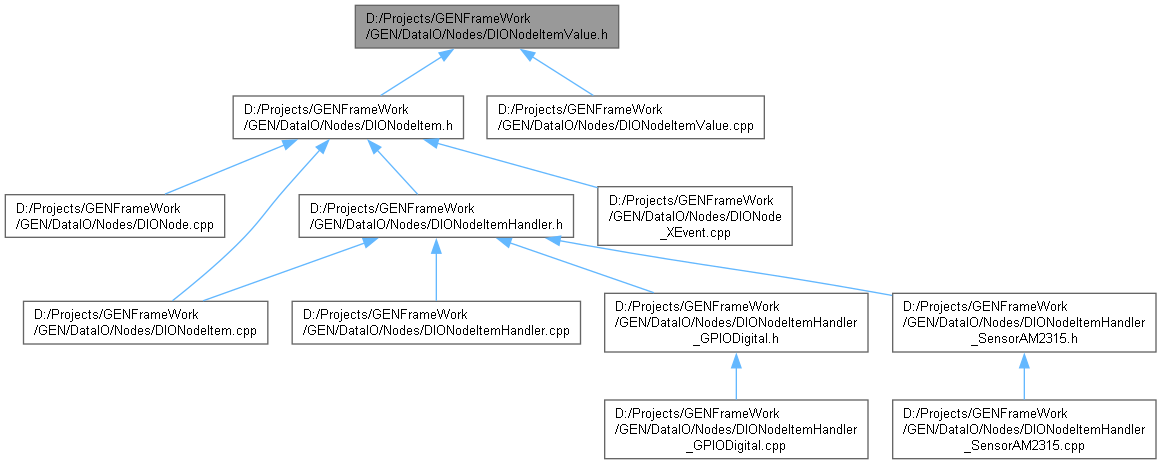 D:/Projects/GENFrameWork
/GEN/DataIO/Nodes/DIONodeItemValue.h
D:/Projects/GENFrameWork
/GEN/DataIO/Nodes/DIONodeItem.h
D:/Projects/GENFrameWork
/GEN/DataIO/Nodes/DIONodeItemValue.cpp
D:/Projects/GENFrameWork
/GEN/DataIO/Nodes/DIONode.cpp
D:/Projects/GENFrameWork
/GEN/DataIO/Nodes/DIONodeItemHandler.h
D:/Projects/GENFrameWork
/GEN/DataIO/Nodes/DIONode
_XEvent.cpp
D:/Projects/GENFrameWork
/GEN/DataIO/Nodes/DIONodeItem.cpp
D:/Projects/GENFrameWork
/GEN/DataIO/Nodes/DIONodeItemHandler.cpp
D:/Projects/GENFrameWork
/GEN/DataIO/Nodes/DIONodeItemHandler
_GPIODigital.h
D:/Projects/GENFrameWork
/GEN/DataIO/Nodes/DIONodeItemHandler
_SensorAM2315.h
D:/Projects/GENFrameWork
/GEN/DataIO/Nodes/DIONodeItemHandler
_GPIODigital.cpp
D:/Projects/GENFrameWork
/GEN/DataIO/Nodes/DIONodeItemHandler
_SensorAM2315.cpp